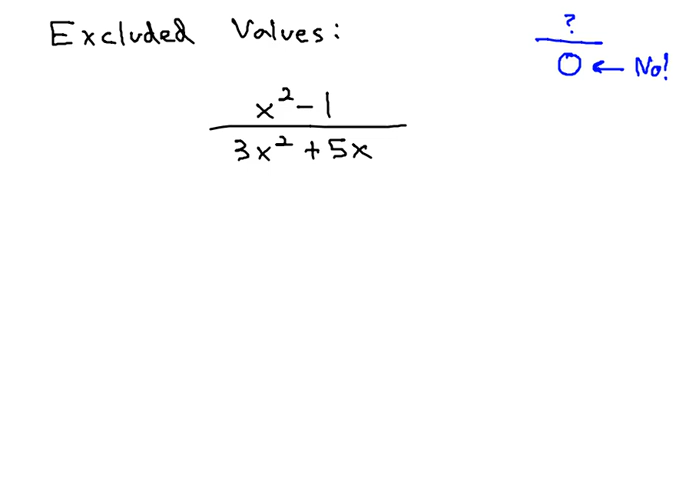 Excluded Values:
?
0 ← No!
x² - 1
3x² + 5x